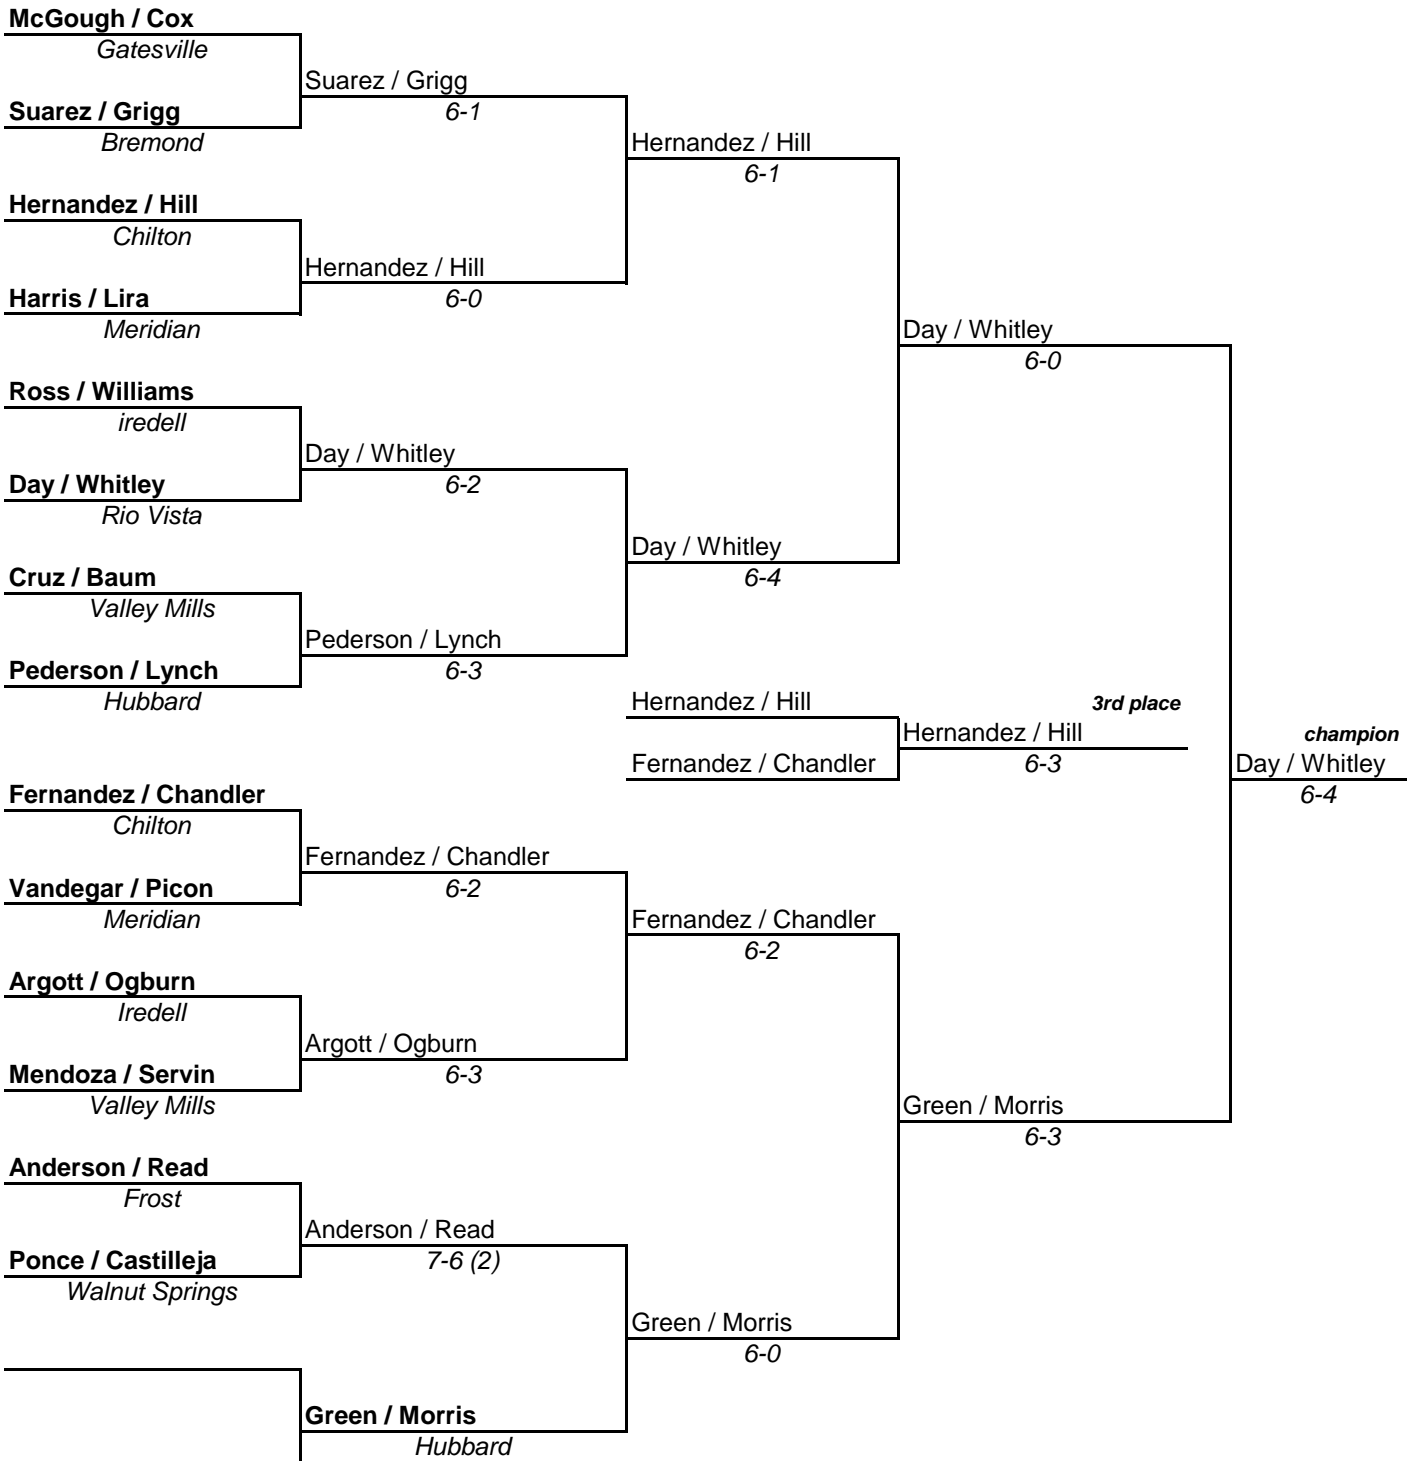 McGough / Cox
Gatesville
Suarez / Grigg
6-1
Suarez / Grigg
Bremond
Hernandez / Hill
6-1
Hernandez / Hill
Chilton
Hernandez / Hill
6-0
Harris / Lira
Meridian
Day / Whitley
6-0
Ross / Williams
iredell
Day / Whitley
6-2
Day / Whitley
Rio Vista
Day / Whitley
6-4
Cruz / Baum
Valley Mills
Pederson / Lynch
6-3
Pederson / Lynch
Hubbard
Hernandez / Hill
3rd place
Hernandez / Hill
6-3
champion
Fernandez / Chandler
Day / Whitley
6-4
Fernandez / Chandler
Chilton
Fernandez / Chandler
6-2
Vandegar / Picon
Meridian
Fernandez / Chandler
6-2
Argott / Ogburn
Iredell
Argott / Ogburn
6-3
Mendoza / Servin
Valley Mills
Green / Morris
6-3
Anderson / Read
Frost
Anderson / Read
7-6 (2)
Ponce / Castilleja
Walnut Springs
Green / Morris
6-0
Green / Morris
Hubbard